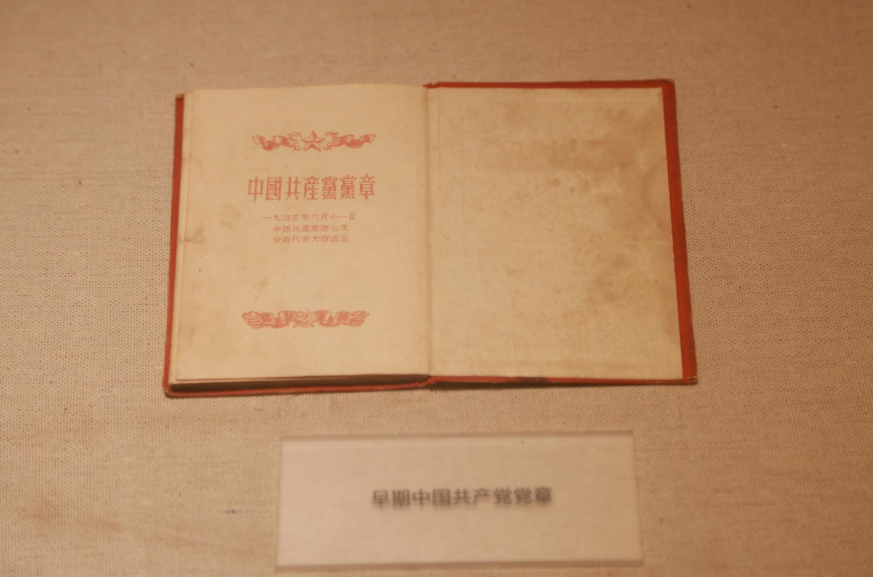 中國共産黨黨章
一九四五年六月十一日
中國共產黨第七次
全國代表大會通過
早期中国共产党党章